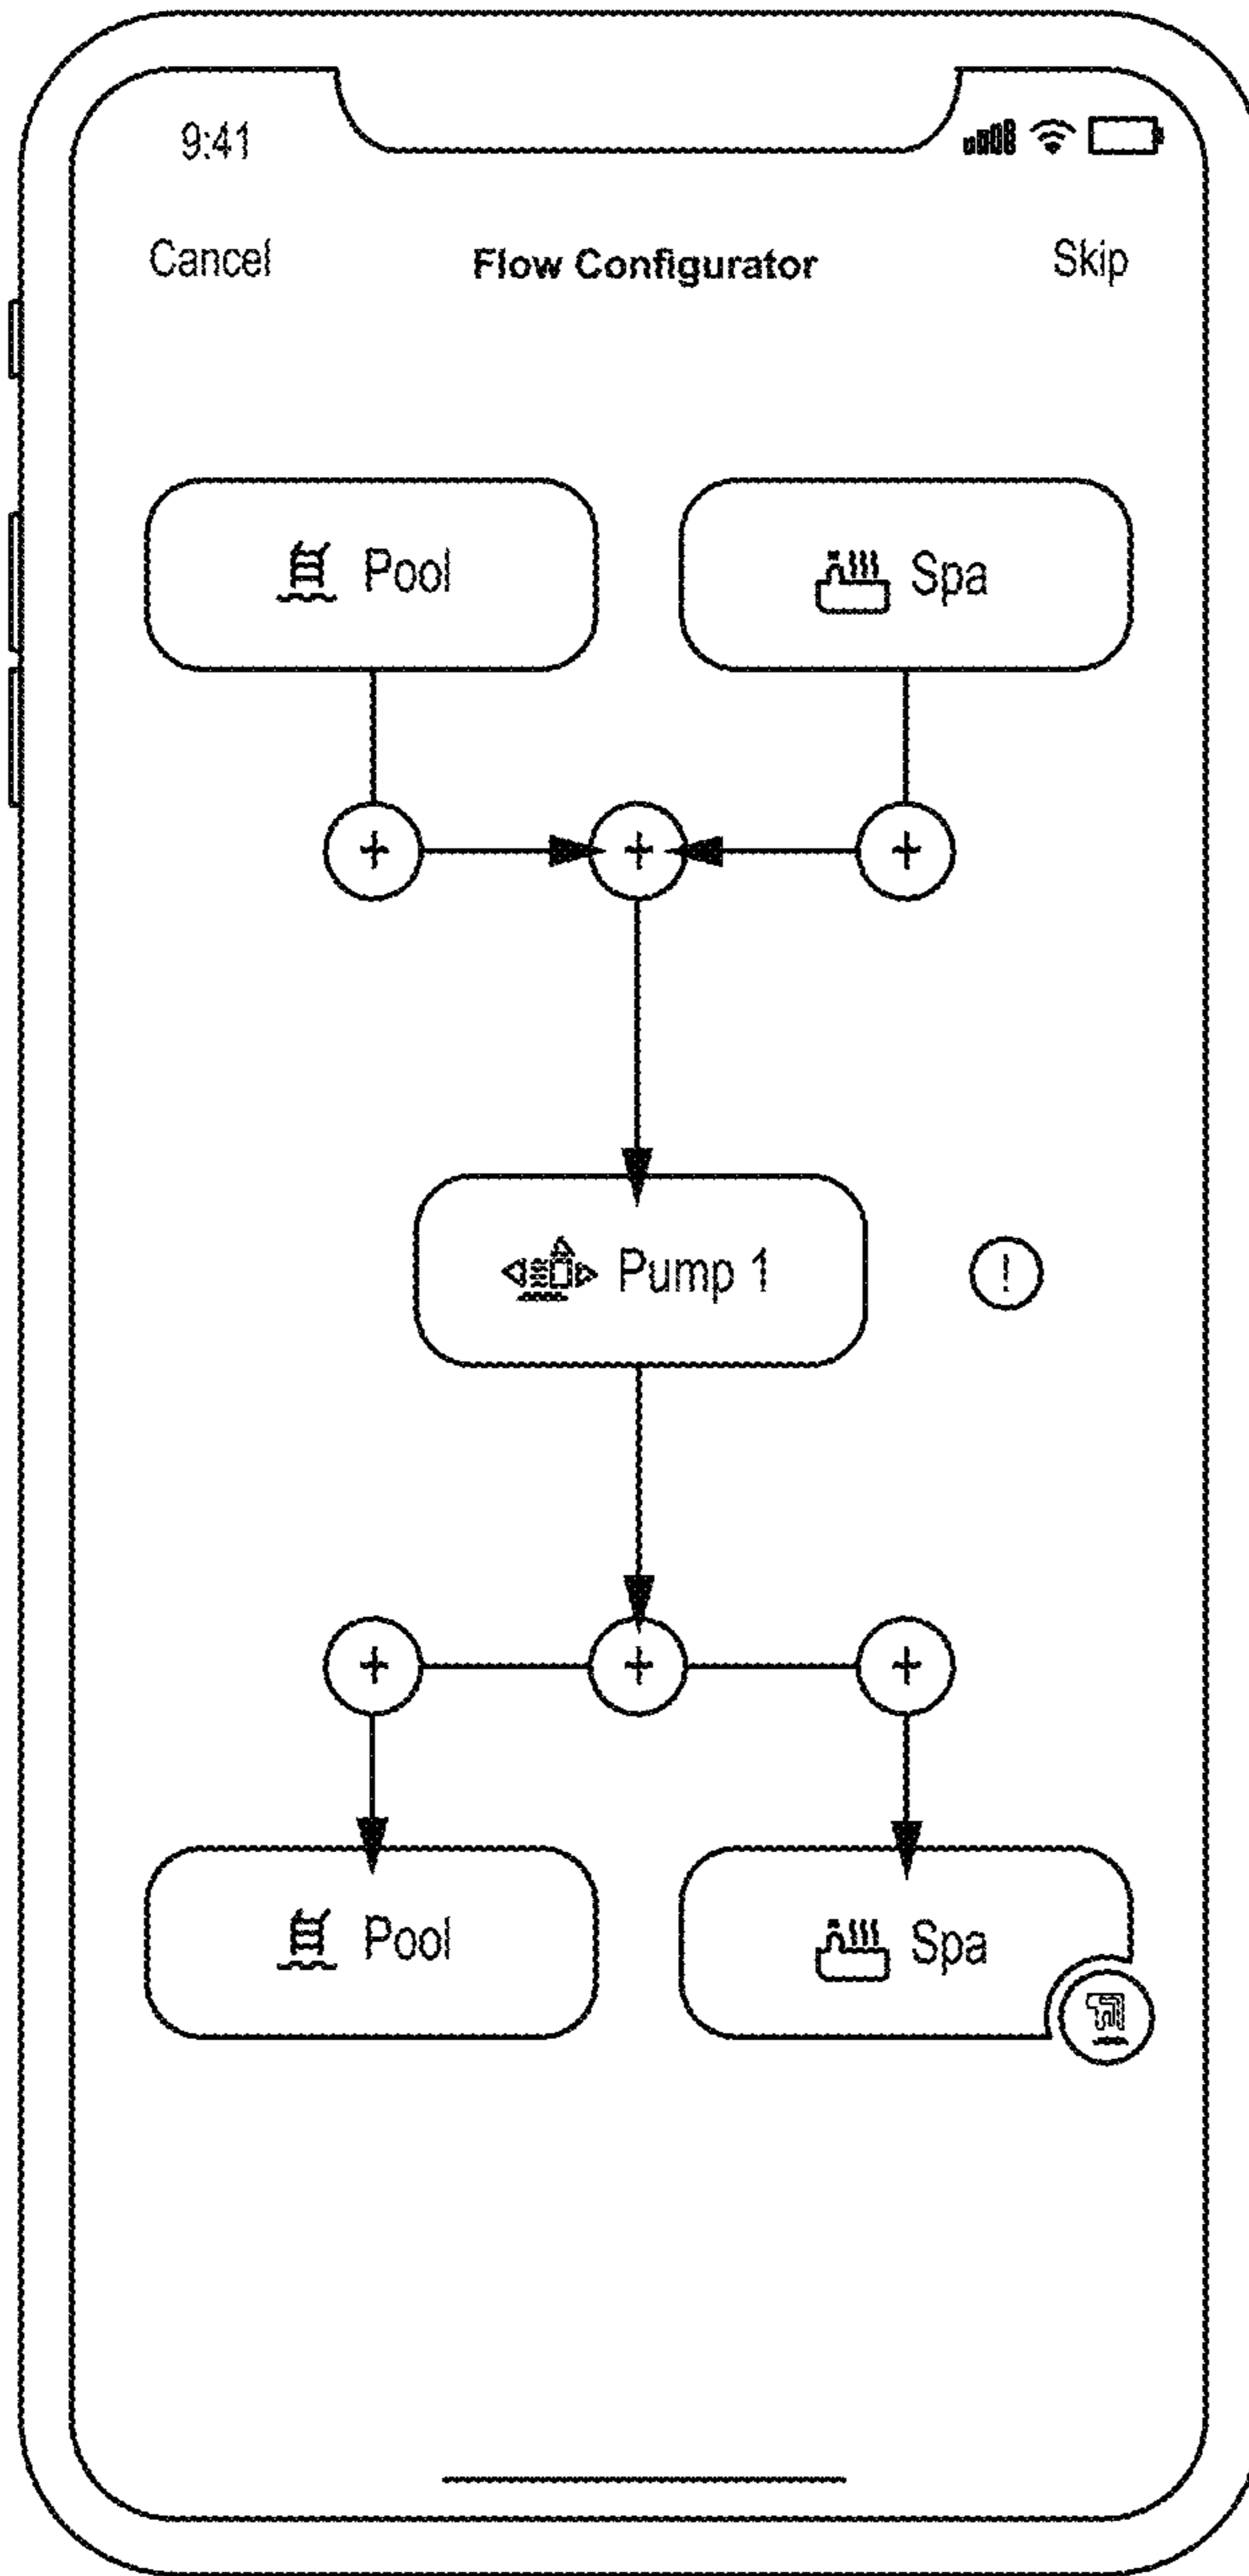 9:41
Cancel Flow Configurator Skip
Pool Spa
+ + +
Pump 1 !
+ + +
Pool Spa